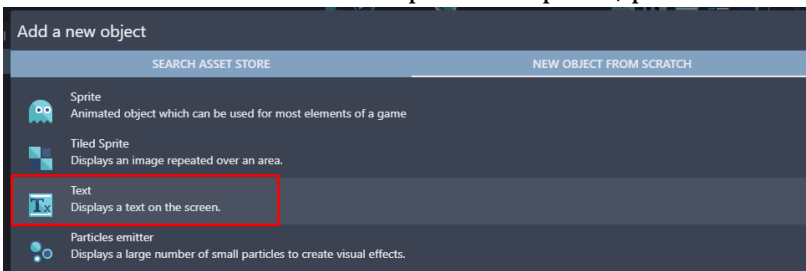 Add a new object
SEARCH ASSET STORE
NEW OBJECT FROM SCRATCH
Sprite
Animated object which can be used for most elements of a game
Tiled Sprite
Displays an image repeated over an area.
Tx
Text
Displays a text on the screen.
Particles emitter
Displays a large number of small particles to create visual effects.